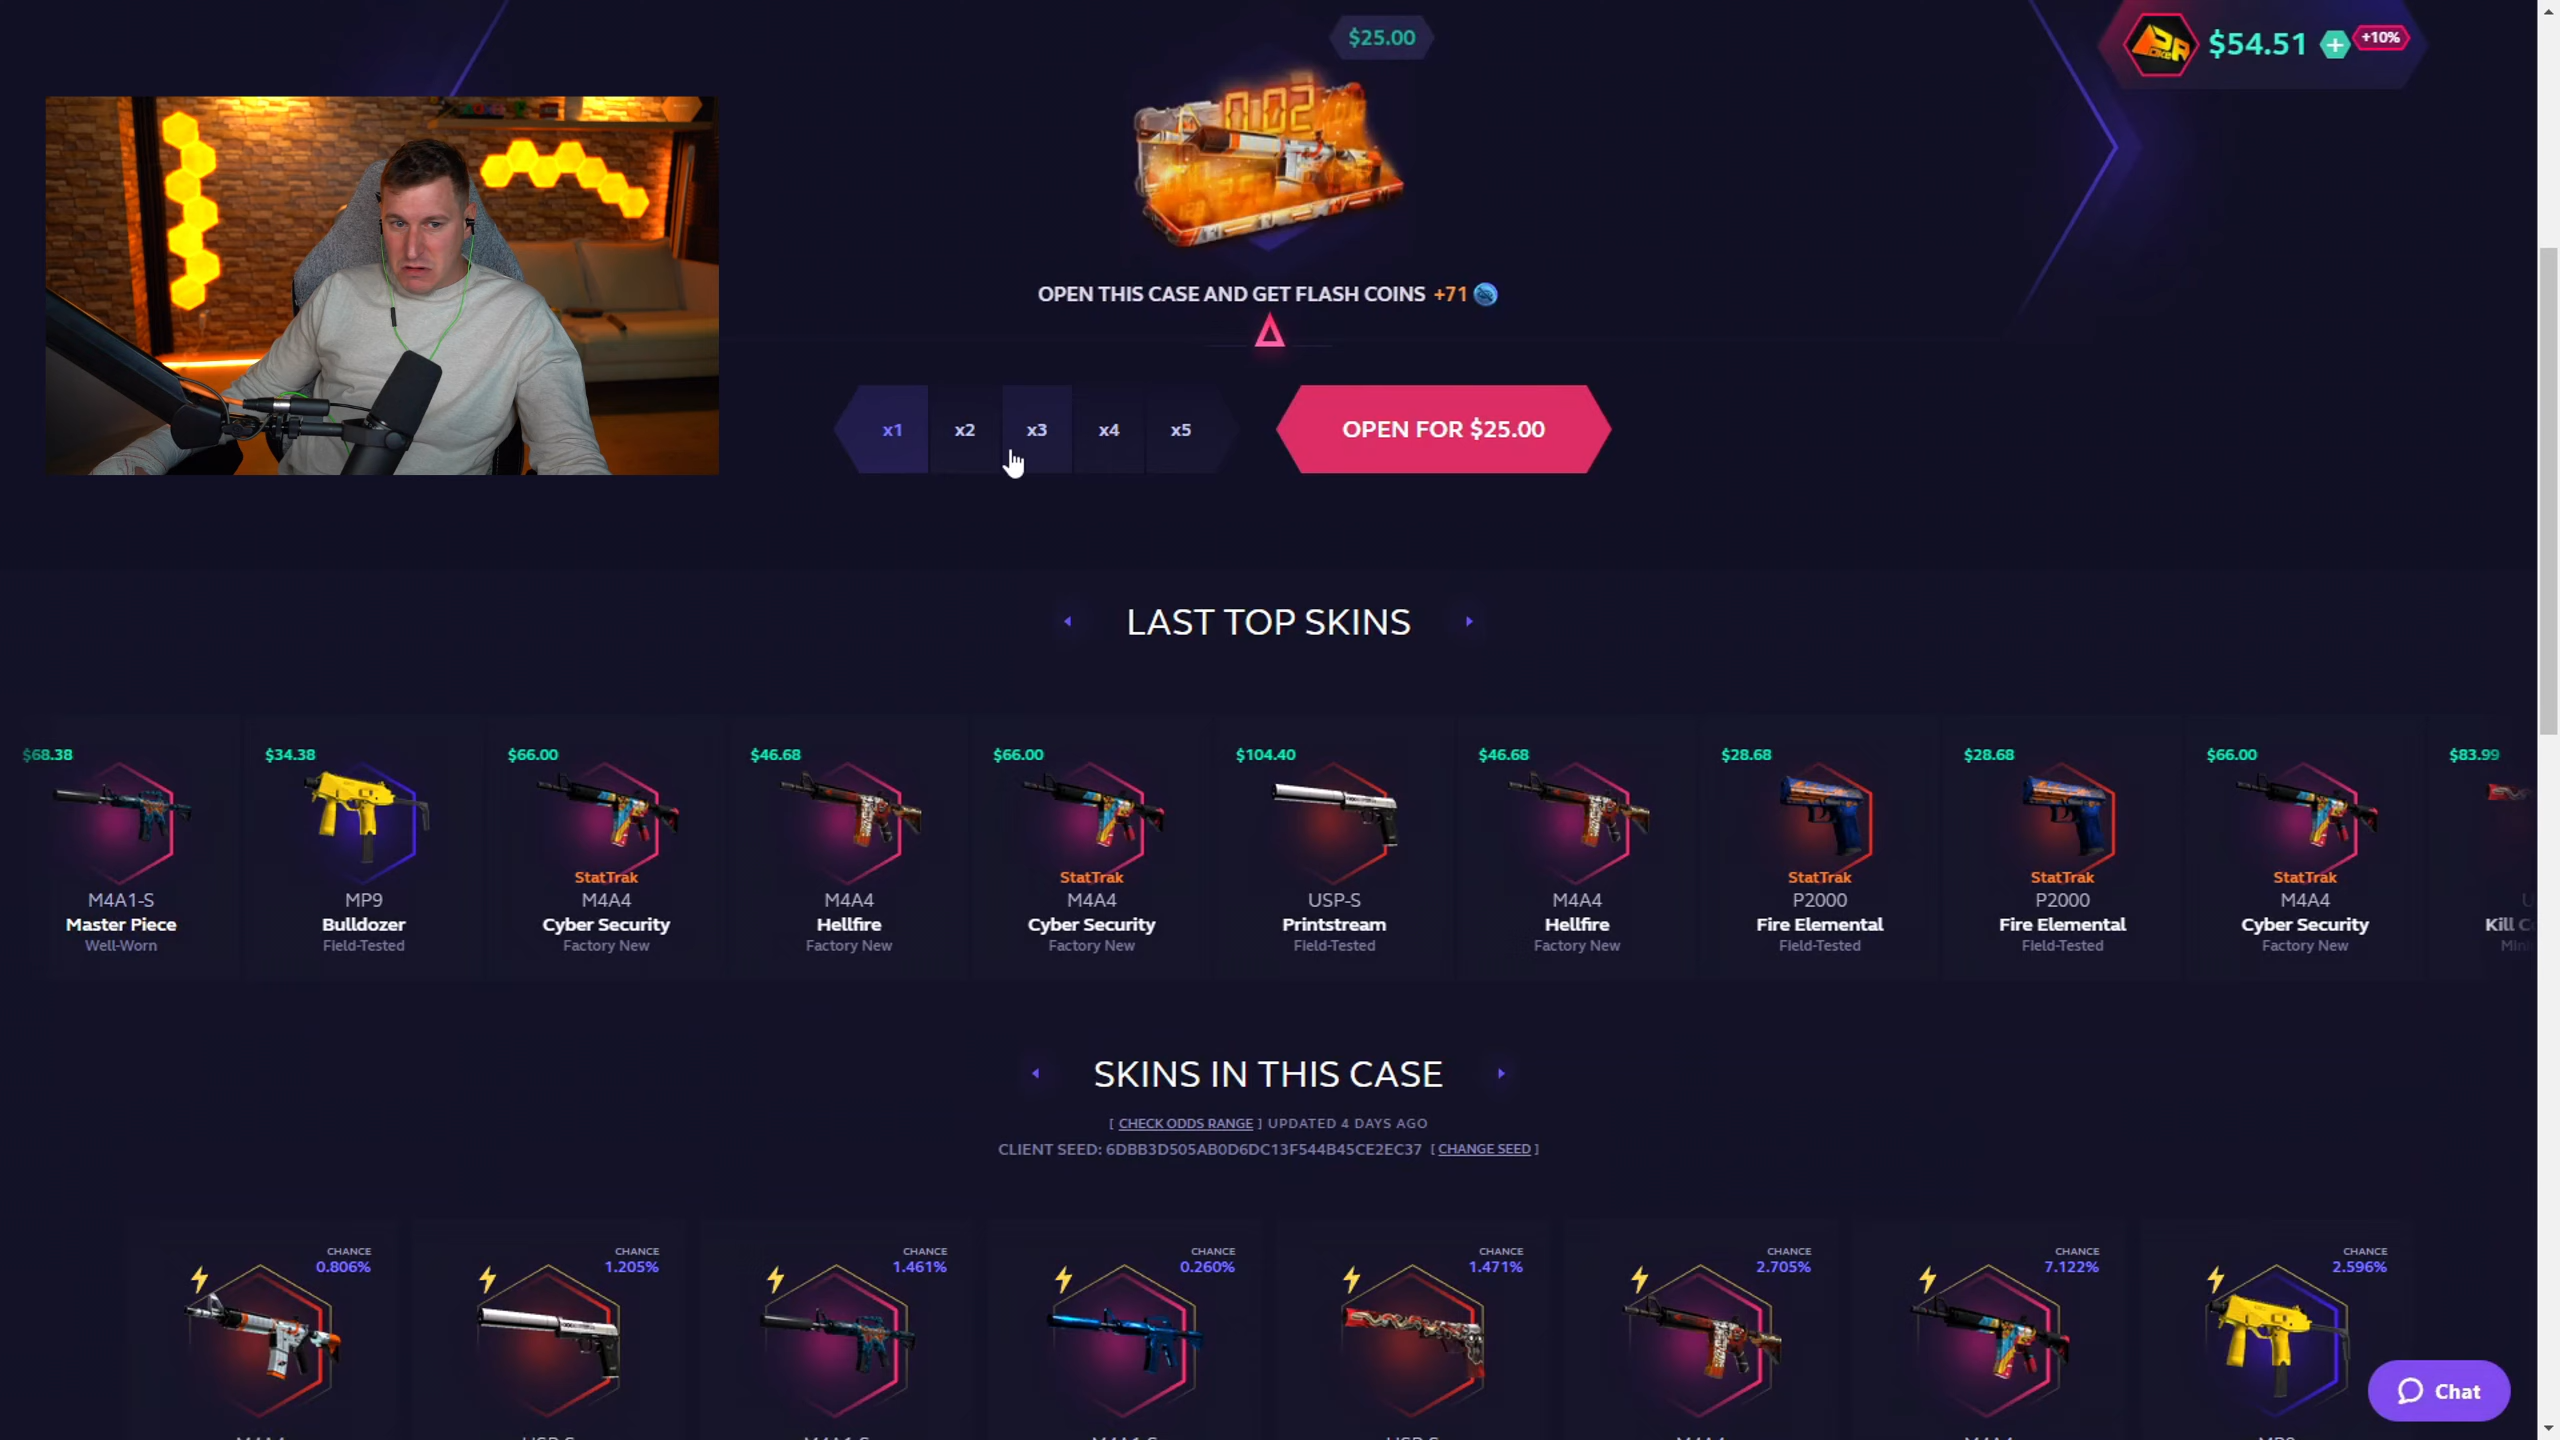 $25.00
$54.51
+10%
0:02
OPEN THIS CASE AND GET FLASH COINS +71
x1 x2 x3 x4 x5
OPEN FOR $25.00
LAST TOP SKINS
$68.38 $34.38 $66.00 $46.68 $66.00 $104.40 $46.68 $28.68 $28.68 $66.00 $83.99
StatTrak StatTrak StatTrak StatTrak StatTrak
M4A1-S MP9 M4A4 M4A4 M4A4 USP-S M4A4 P2000 P2000 M4A4
Master Piece Bulldozer Cyber Security Hellfire Cyber Security Printstream Hellfire Fire Elemental Fire Elemental Cyber Security Kill
Well-Worn Field-Tested Factory New Factory New Factory New Field-Tested Factory New Field-Tested Field-Tested Factory New
SKINS IN THIS CASE
[ CHECK ODDS RANGE ] UPDATED 4 DAYS AGO
CLIENT SEED: 6DBB3D505AB0D6DC13F544B45CE2EC37 [ CHANGE SEED ]
CHANCE CHANCE CHANCE CHANCE CHANCE CHANCE CHANCE CHANCE
0.806% 1.205% 1.461% 0.260% 1.471% 2.705% 7.122% 2.596%
Chat